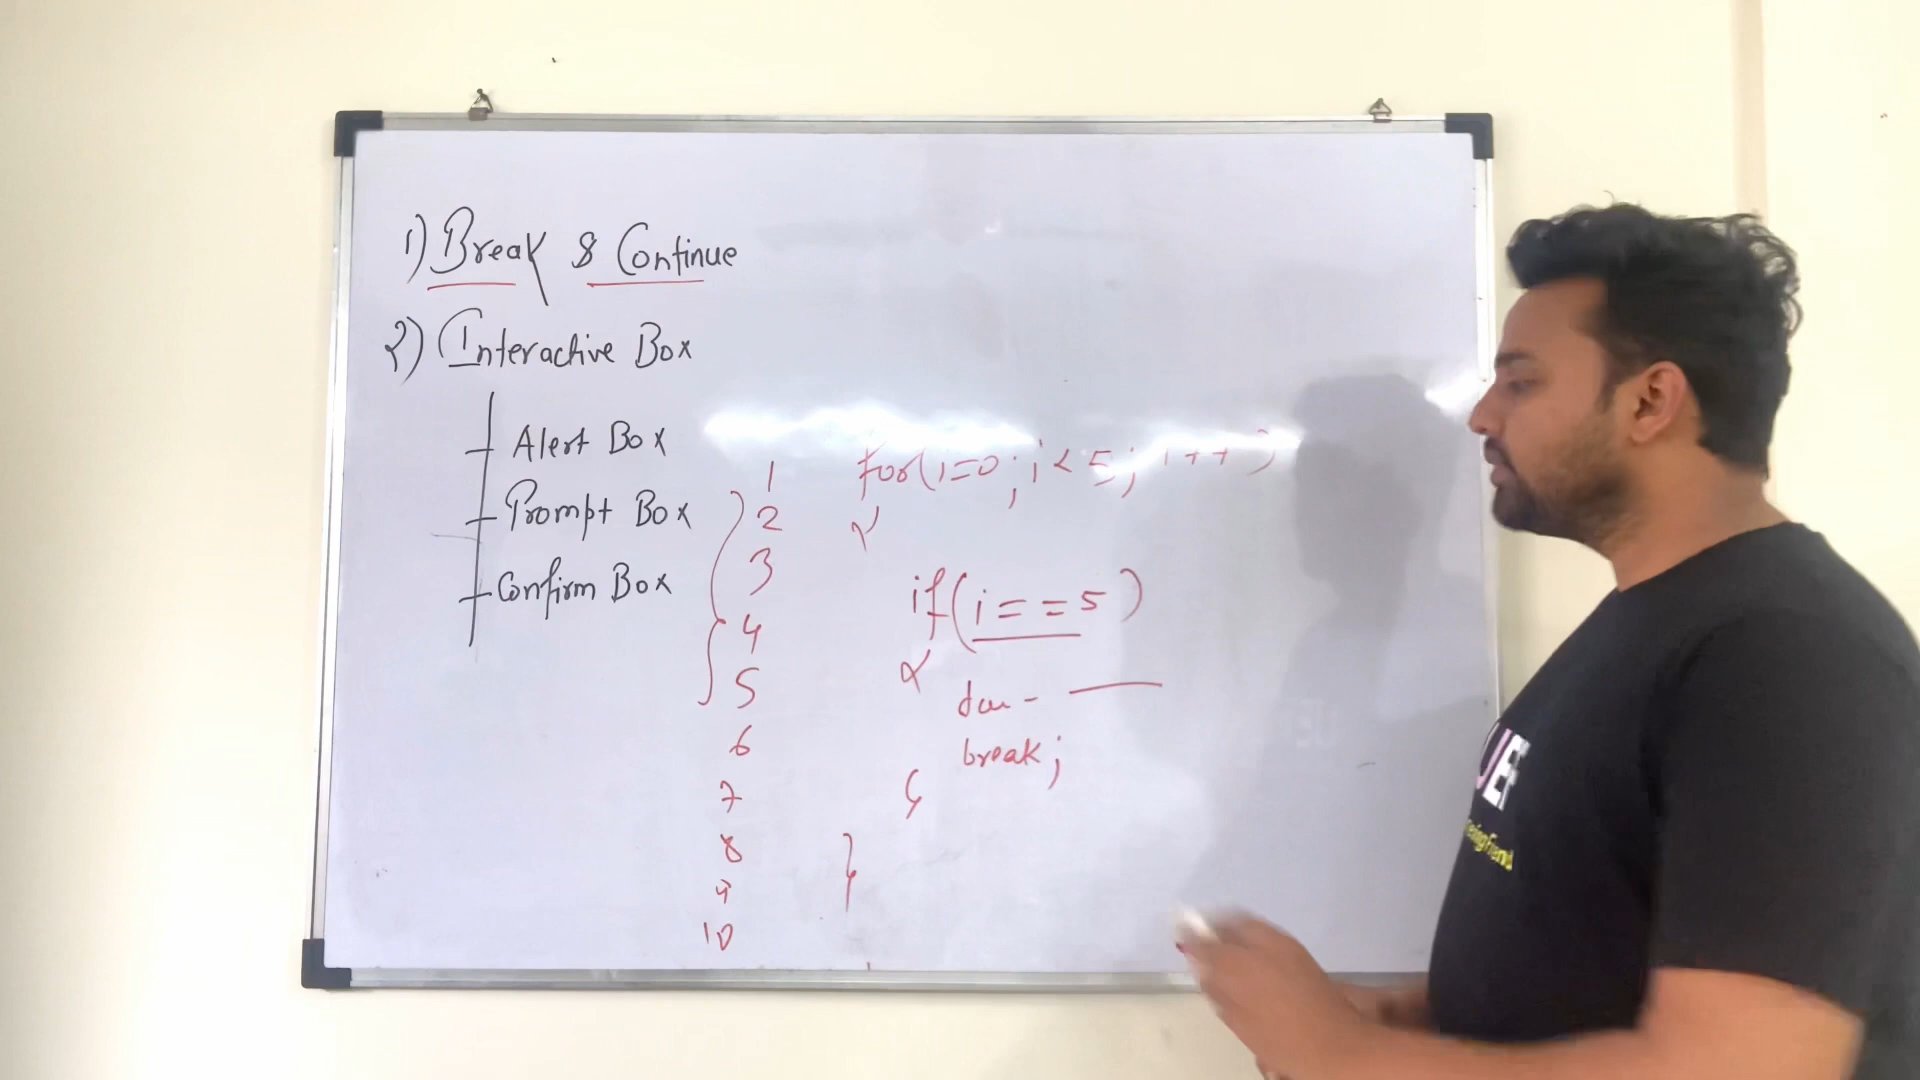 1) Break & Continue
2) Interactive Box
Alert Box
Prompt Box
Confirm Box
1
2
3
4
5
6
7
8
9
10
for(i=0; i<5; i++)
{
if(i==5)
{
break;
}
}